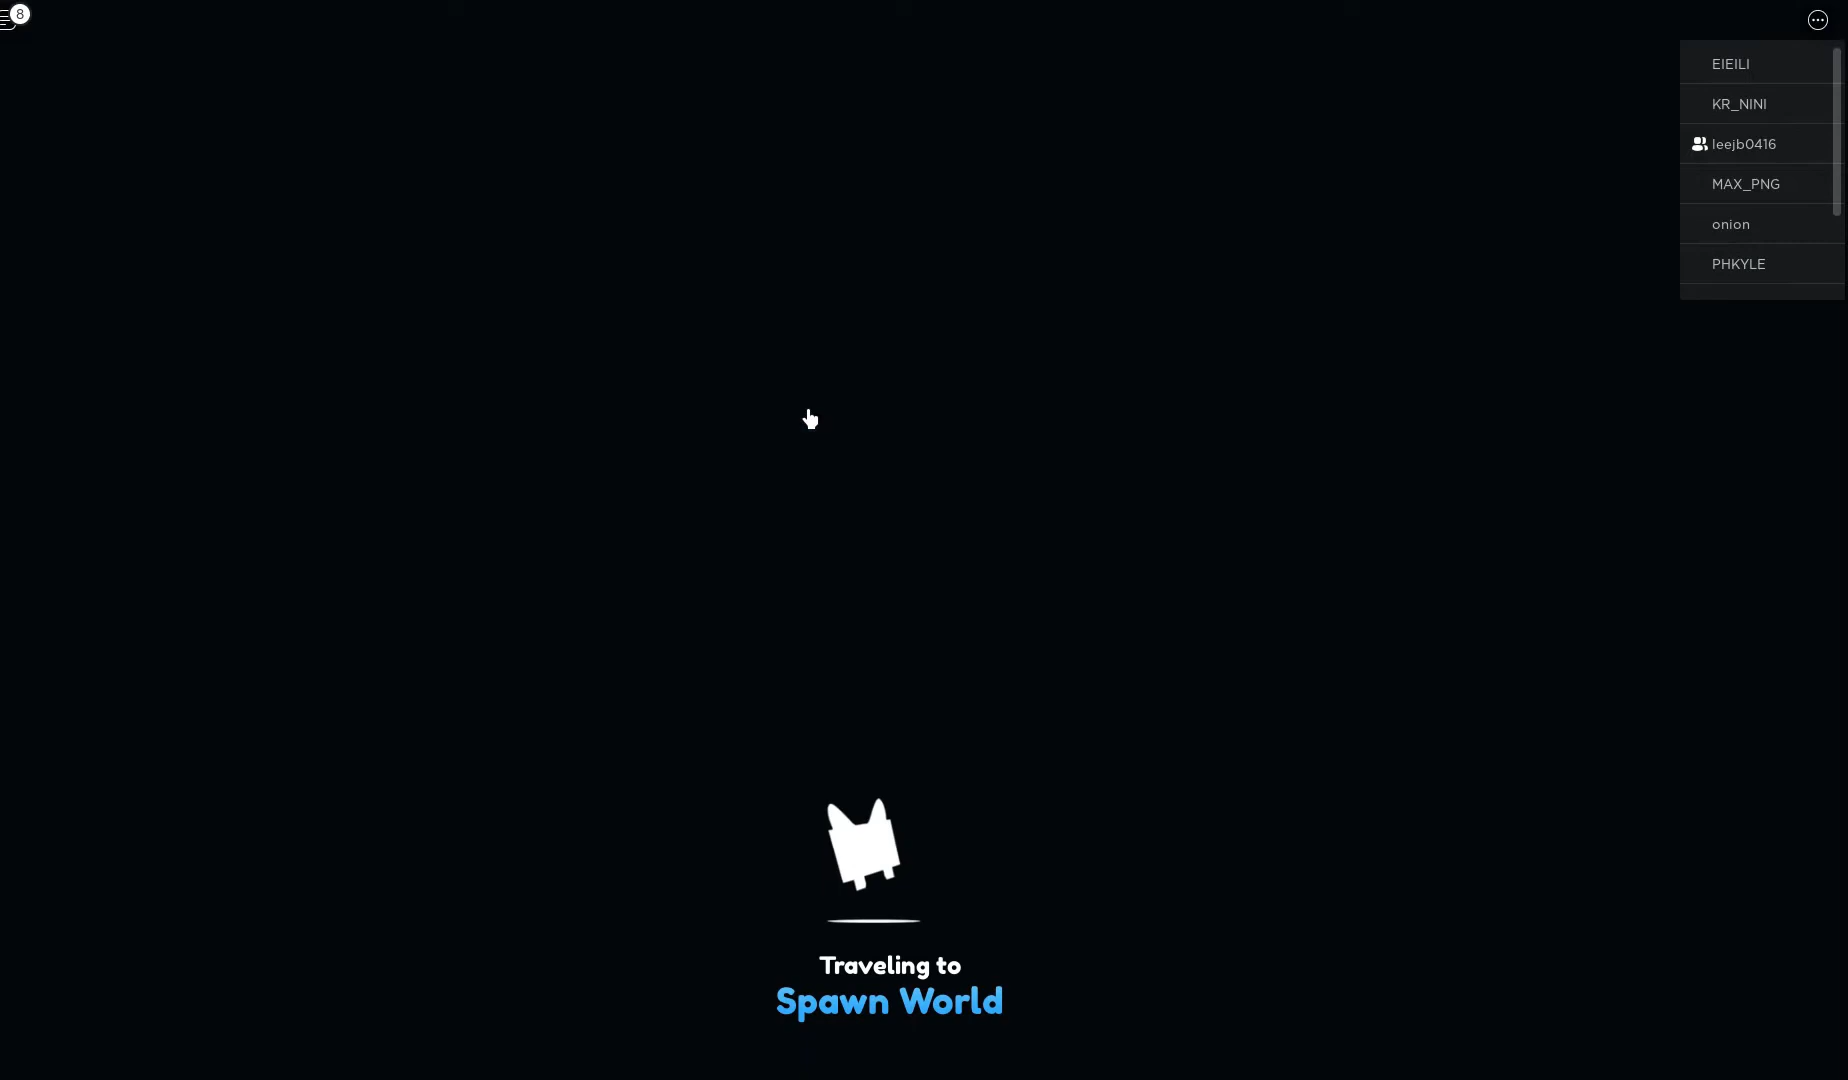 8
EIEILI
KR_NINI
leejb0416
MAX_PNG
onion
PHKYLE
Traveling to
Spawn World